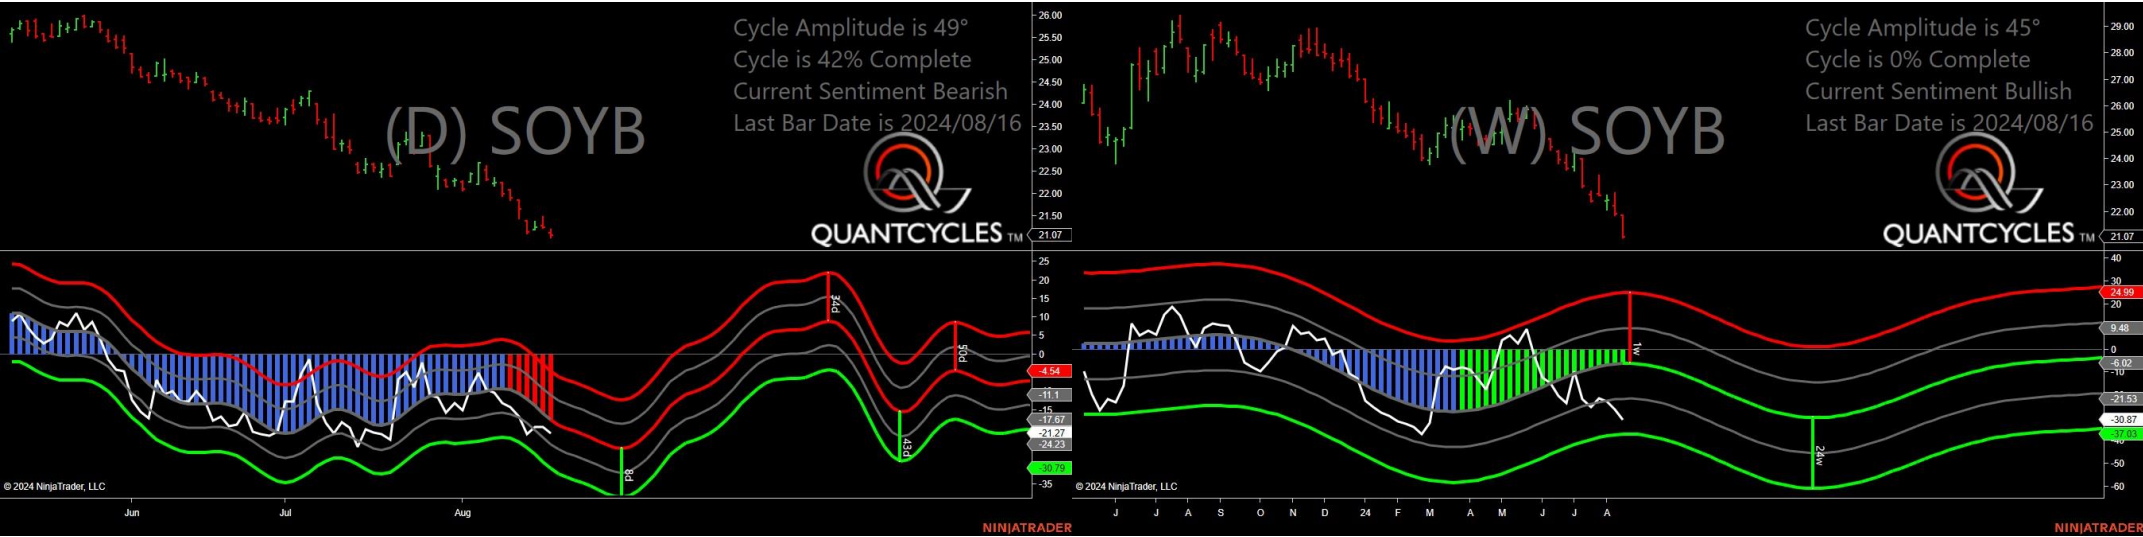 Cycle Amplitude is 49°
Cycle is 42% Complete
Current Sentiment Bearish
Last Bar Date is 2024/08/16
(D) SOYB
QUANTCYCLES TM
26.00
25.50
25.00
24.50
24.00
23.50
23.00
22.50
22.00
21.50
21.07
25
20
15
10
5
0
-4.54
-11.1
-15
-17.67
-21.27
-24.23
-30.79
-35
34d
50d
43d
8d
© 2024 NinjaTrader, LLC
Jun Jul Aug
NINJATRADER
Cycle Amplitude is 45°
Cycle is 0% Complete
Current Sentiment Bullish
Last Bar Date is 2024/08/16
(W) SOYB
QUANTCYCLES TM
29.00
28.00
27.00
26.00
25.00
24.00
23.00
22.00
21.07
40
30
24.99
20
9.48
0
-6.02
-10
-21.53
-30.87
-37.03
-50
-60
1w
24w
© 2024 NinjaTrader, LLC
J J A S O N D 24 F M A M J J A
NINJATRADER